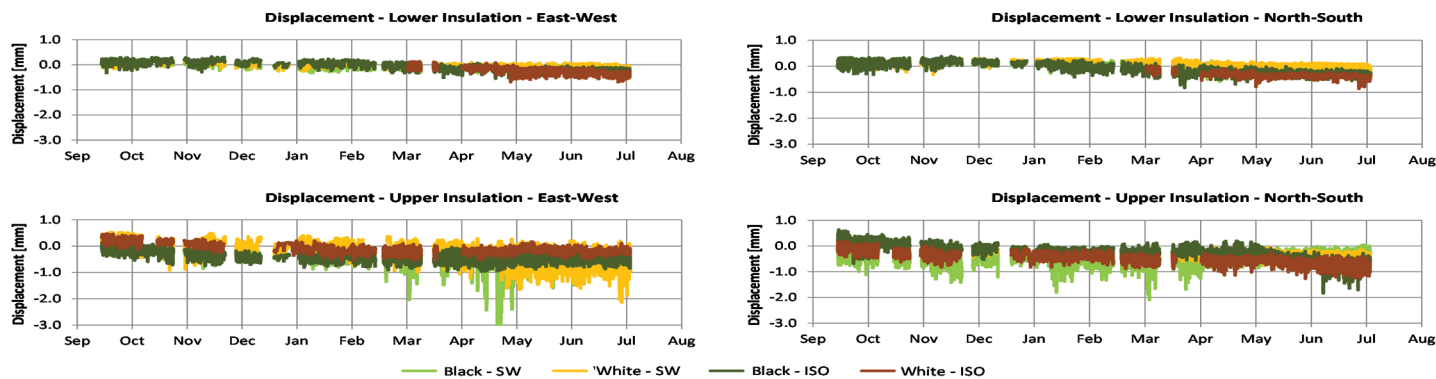 Displacement - Lower Insulation - East-West
Displacement [mm]
1.0
0.0
-1.0
-2.0
-3.0
Sep Oct Nov Dec Jan Feb Mar Apr May Jun Jul Aug
Displacement - Lower Insulation - North-South
Displacement [mm]
1.0
0.0
-1.0
-2.0
-3.0
Sep Oct Nov Dec Jan Feb Mar Apr May Jun Jul Aug
Displacement - Upper Insulation - East-West
Displacement [mm]
1.0
0.0
-1.0
-2.0
-3.0
Sep Oct Nov Dec Jan Feb Mar Apr May Jun Jul Aug
Displacement - Upper Insulation - North-South
Displacement [mm]
1.0
0.0
-1.0
-2.0
-3.0
Sep Oct Nov Dec Jan Feb Mar Apr May Jun Jul Aug
Black - SW 'White - SW Black - ISO White - ISO